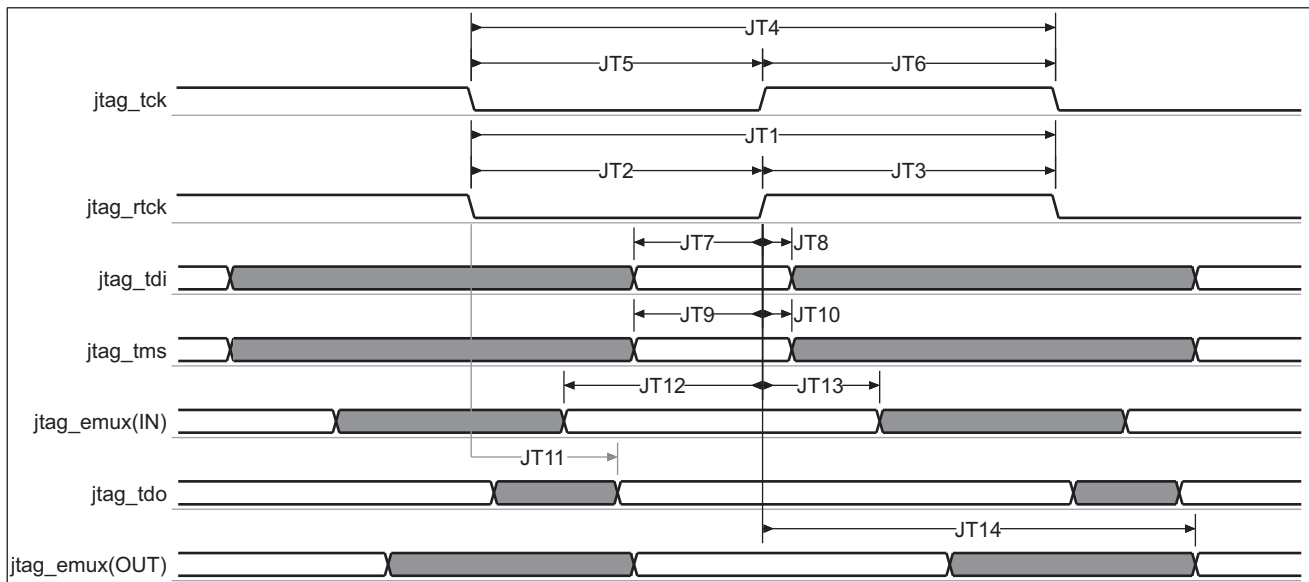 JT4
JT5 JT6
jtag_tck
JT1
JT2 JT3
jtag_rtck
JT7 JT8
jtag_tdi
JT9 JT10
jtag_tms
JT12 JT13
jtag_emux(IN)
JT11
jtag_tdo
JT14
jtag_emux(OUT)